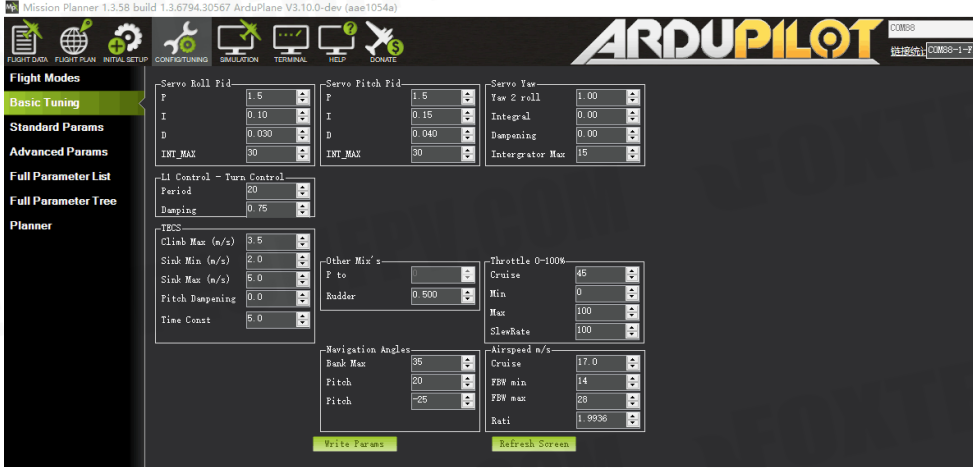 Mission Planner 1.3.58 build 1.3.6794.30567 ArduPlane V3.10.0-dev (aae1054a)
FLIGHT DATA FLIGHT PLAN INITIAL SETUP CONFIG/TUNING SIMULATION TERMINAL HELP DONATE
ARDUPILOT
COM88
链接统计 COM88-1-F
Flight Modes
Basic Tuning
Standard Params
Advanced Params
Full Parameter List
Full Parameter Tree
Planner
Servo Roll Pid
P 1.5
I 0.10
D 0.030
INT_MAX 30
Servo Pitch Pid
P 1.5
I 0.15
D 0.040
INT_MAX 30
Servo Yaw
Yaw 2 roll 1.00
Integral 0.00
Dampening 0.00
Intergrator Max 15
L1 Control - Turn Control
Period 20
Damping 0.75
TECS
Climb Max (m/s) 3.5
Sink Min (m/s) 2.0
Sink Max (m/s) 5.0
Pitch Dampening 0.0
Time Const 5.0
Other Mix's
P to 0
Rudder 0.500
Throttle 0-100%
Cruise 45
Min 0
Max 100
SlewRate 100
Navigation Angles
Bank Max 35
Pitch 20
Pitch -25
Airspeed m/s
Cruise 17.0
FBW min 14
FBW max 28
Rati 1.9936
Write Params
Refresh Screen